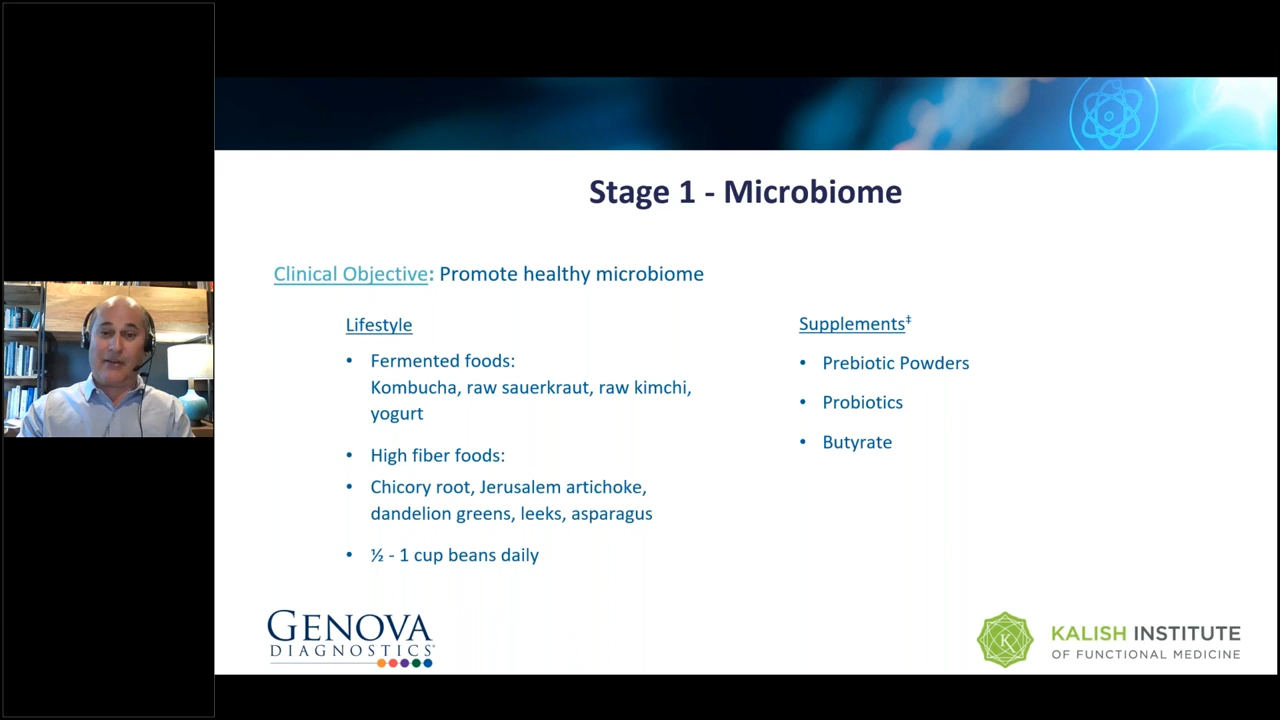 Stage 1 - Microbiome
Clinical Objective: Promote healthy microbiome
Lifestyle
• Fermented foods:
Kombucha, raw sauerkraut, raw kimchi,
yogurt
• High fiber foods:
• Chicory root, Jerusalem artichoke,
dandelion greens, leeks, asparagus
• ½ - 1 cup beans daily
Supplements‡
• Prebiotic Powders
• Probiotics
• Butyrate
GENOVA
DIAGNOSTICS
K
KALISH INSTITUTE
OF FUNCTIONAL MEDICINE